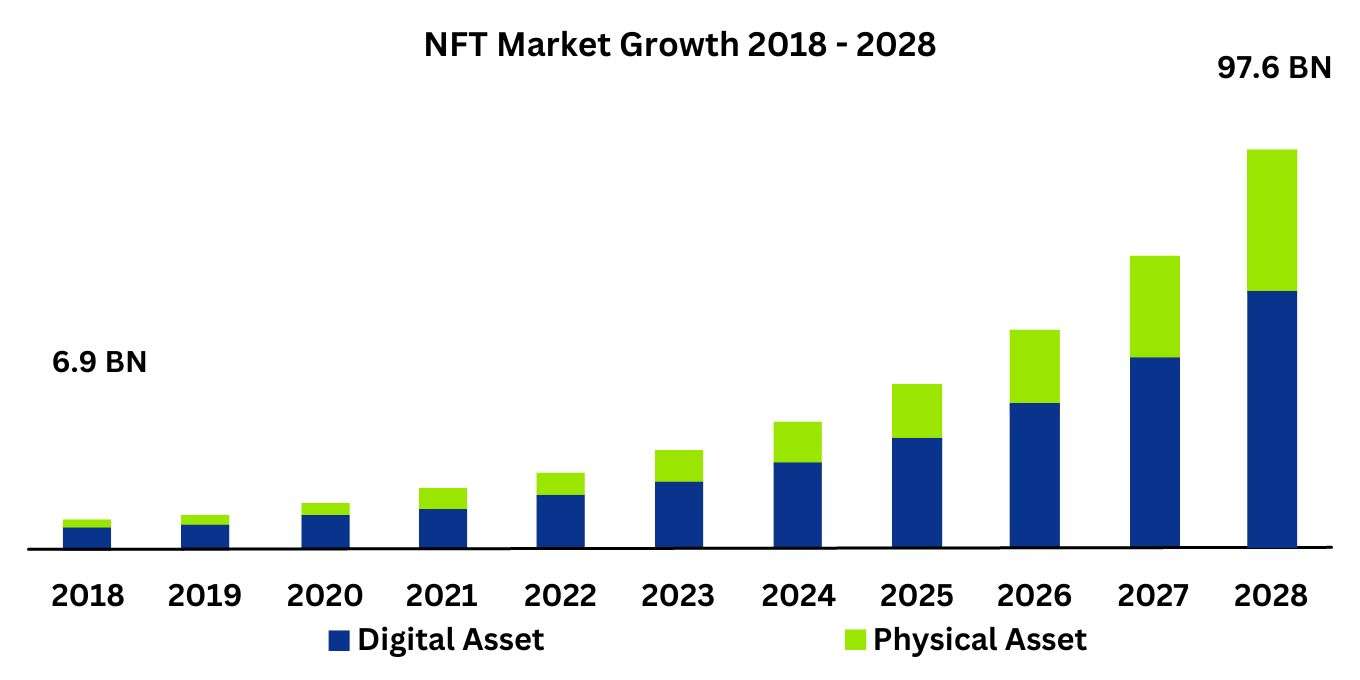 NFT Market Growth 2018 - 2028
97.6 BN
6.9 BN
2018 2019 2020 2021 2022 2023 2024 2025 2026 2027 2028
Digital Asset Physical Asset